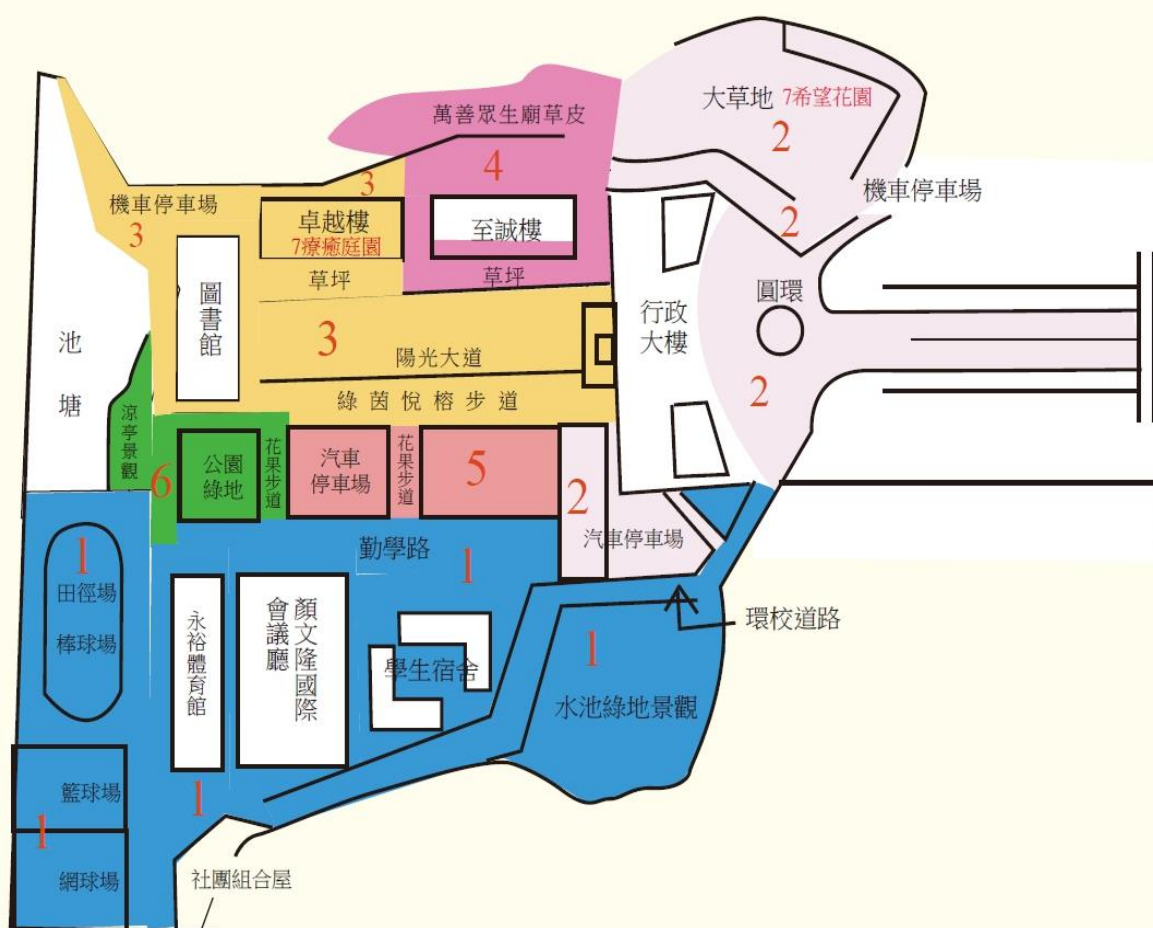 大草地 7希望花園
2
萬善眾生廟草皮
4
3
機車停車場
2
機車停車場
3
卓越樓
7療癒庭園
至誠樓
草坪
草坪
圖書館
3
陽光大道
綠茵悅榕步道
行政
大樓
圓環
2
池塘
涼亭景觀
6
公園
綠地
花果步道
汽車
停車場
花果步道
5
2
汽車停車場
勤學路
1
1
田徑場
棒球場
永裕體育館
顏文隆國際
會議廳
學生宿舍
1
水池綠地景觀
環校道路
籃球場
1
1
網球場
社團組合屋